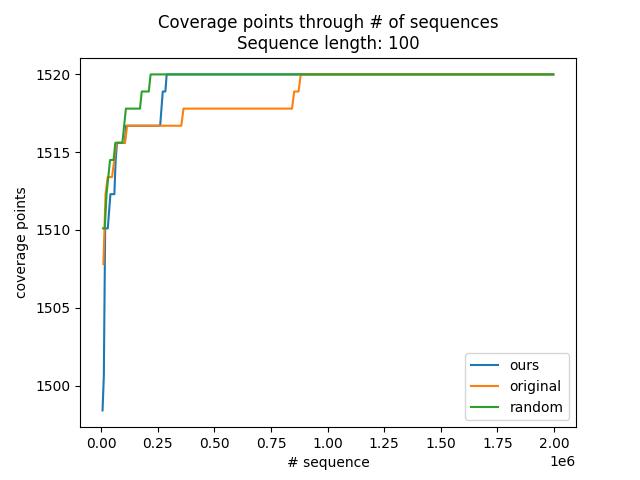 Coverage points through # of sequences
Sequence length: 100
coverage points
1520
1515
1510
1505
1500
ours
original
random
0.00 0.25 0.50 0.75 1.00 1.25 1.50 1.75 2.00
# sequence
1e6